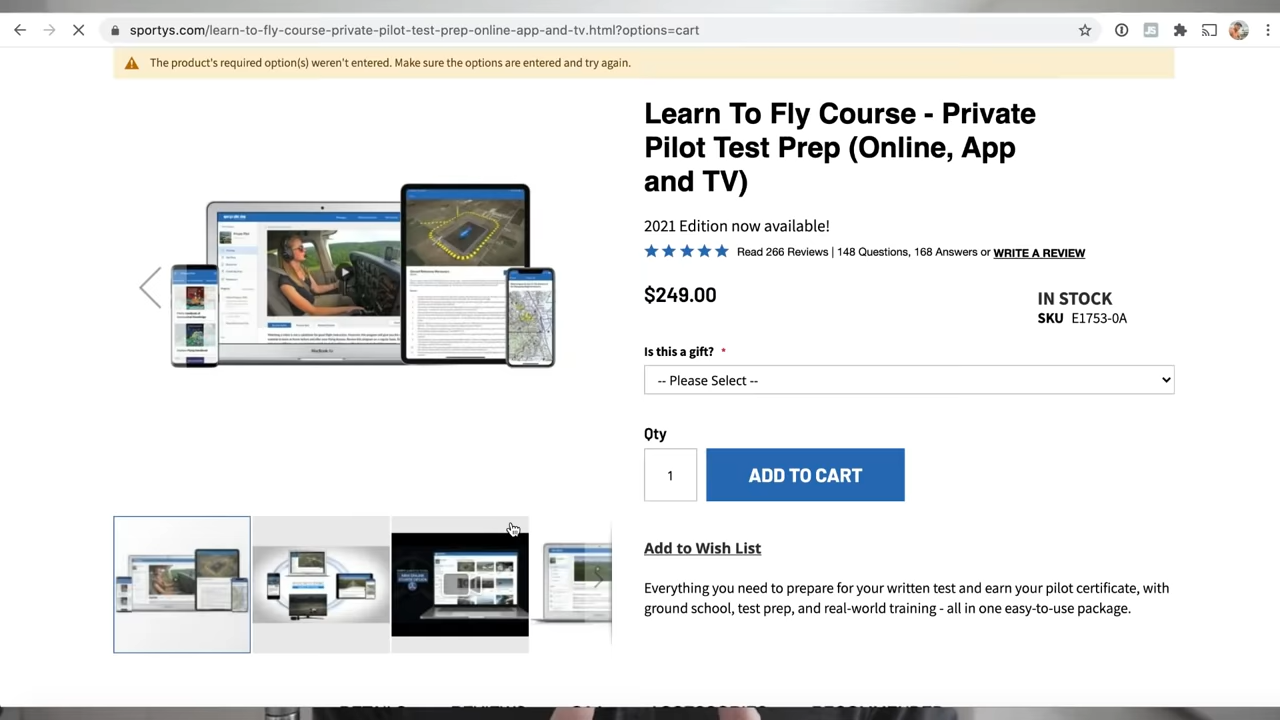 sportys.com/learn-to-fly-course-private-pilot-test-prep-online-app-and-tv.html?options=cart
The product's required option(s) weren't entered. Make sure the options are entered and try again.
Learn To Fly Course - Private
Pilot Test Prep (Online, App
and TV)
2021 Edition now available!
Read 266 Reviews | 148 Questions, 168 Answers or WRITE A REVIEW
$249.00
IN STOCK
SKU E1753-0A
Is this a gift? *
-- Please Select --
Qty
1
ADD TO CART
Add to Wish List
Everything you need to prepare for your written test and earn your pilot certificate, with
ground school, test prep, and real-world training - all in one easy-to-use package.